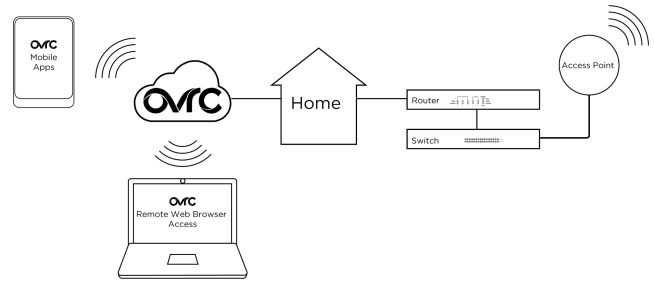 OvrC
Mobile
Apps
OvrC
Home
Router
Switch
Access Point
OvrC
Remote Web Browser
Access